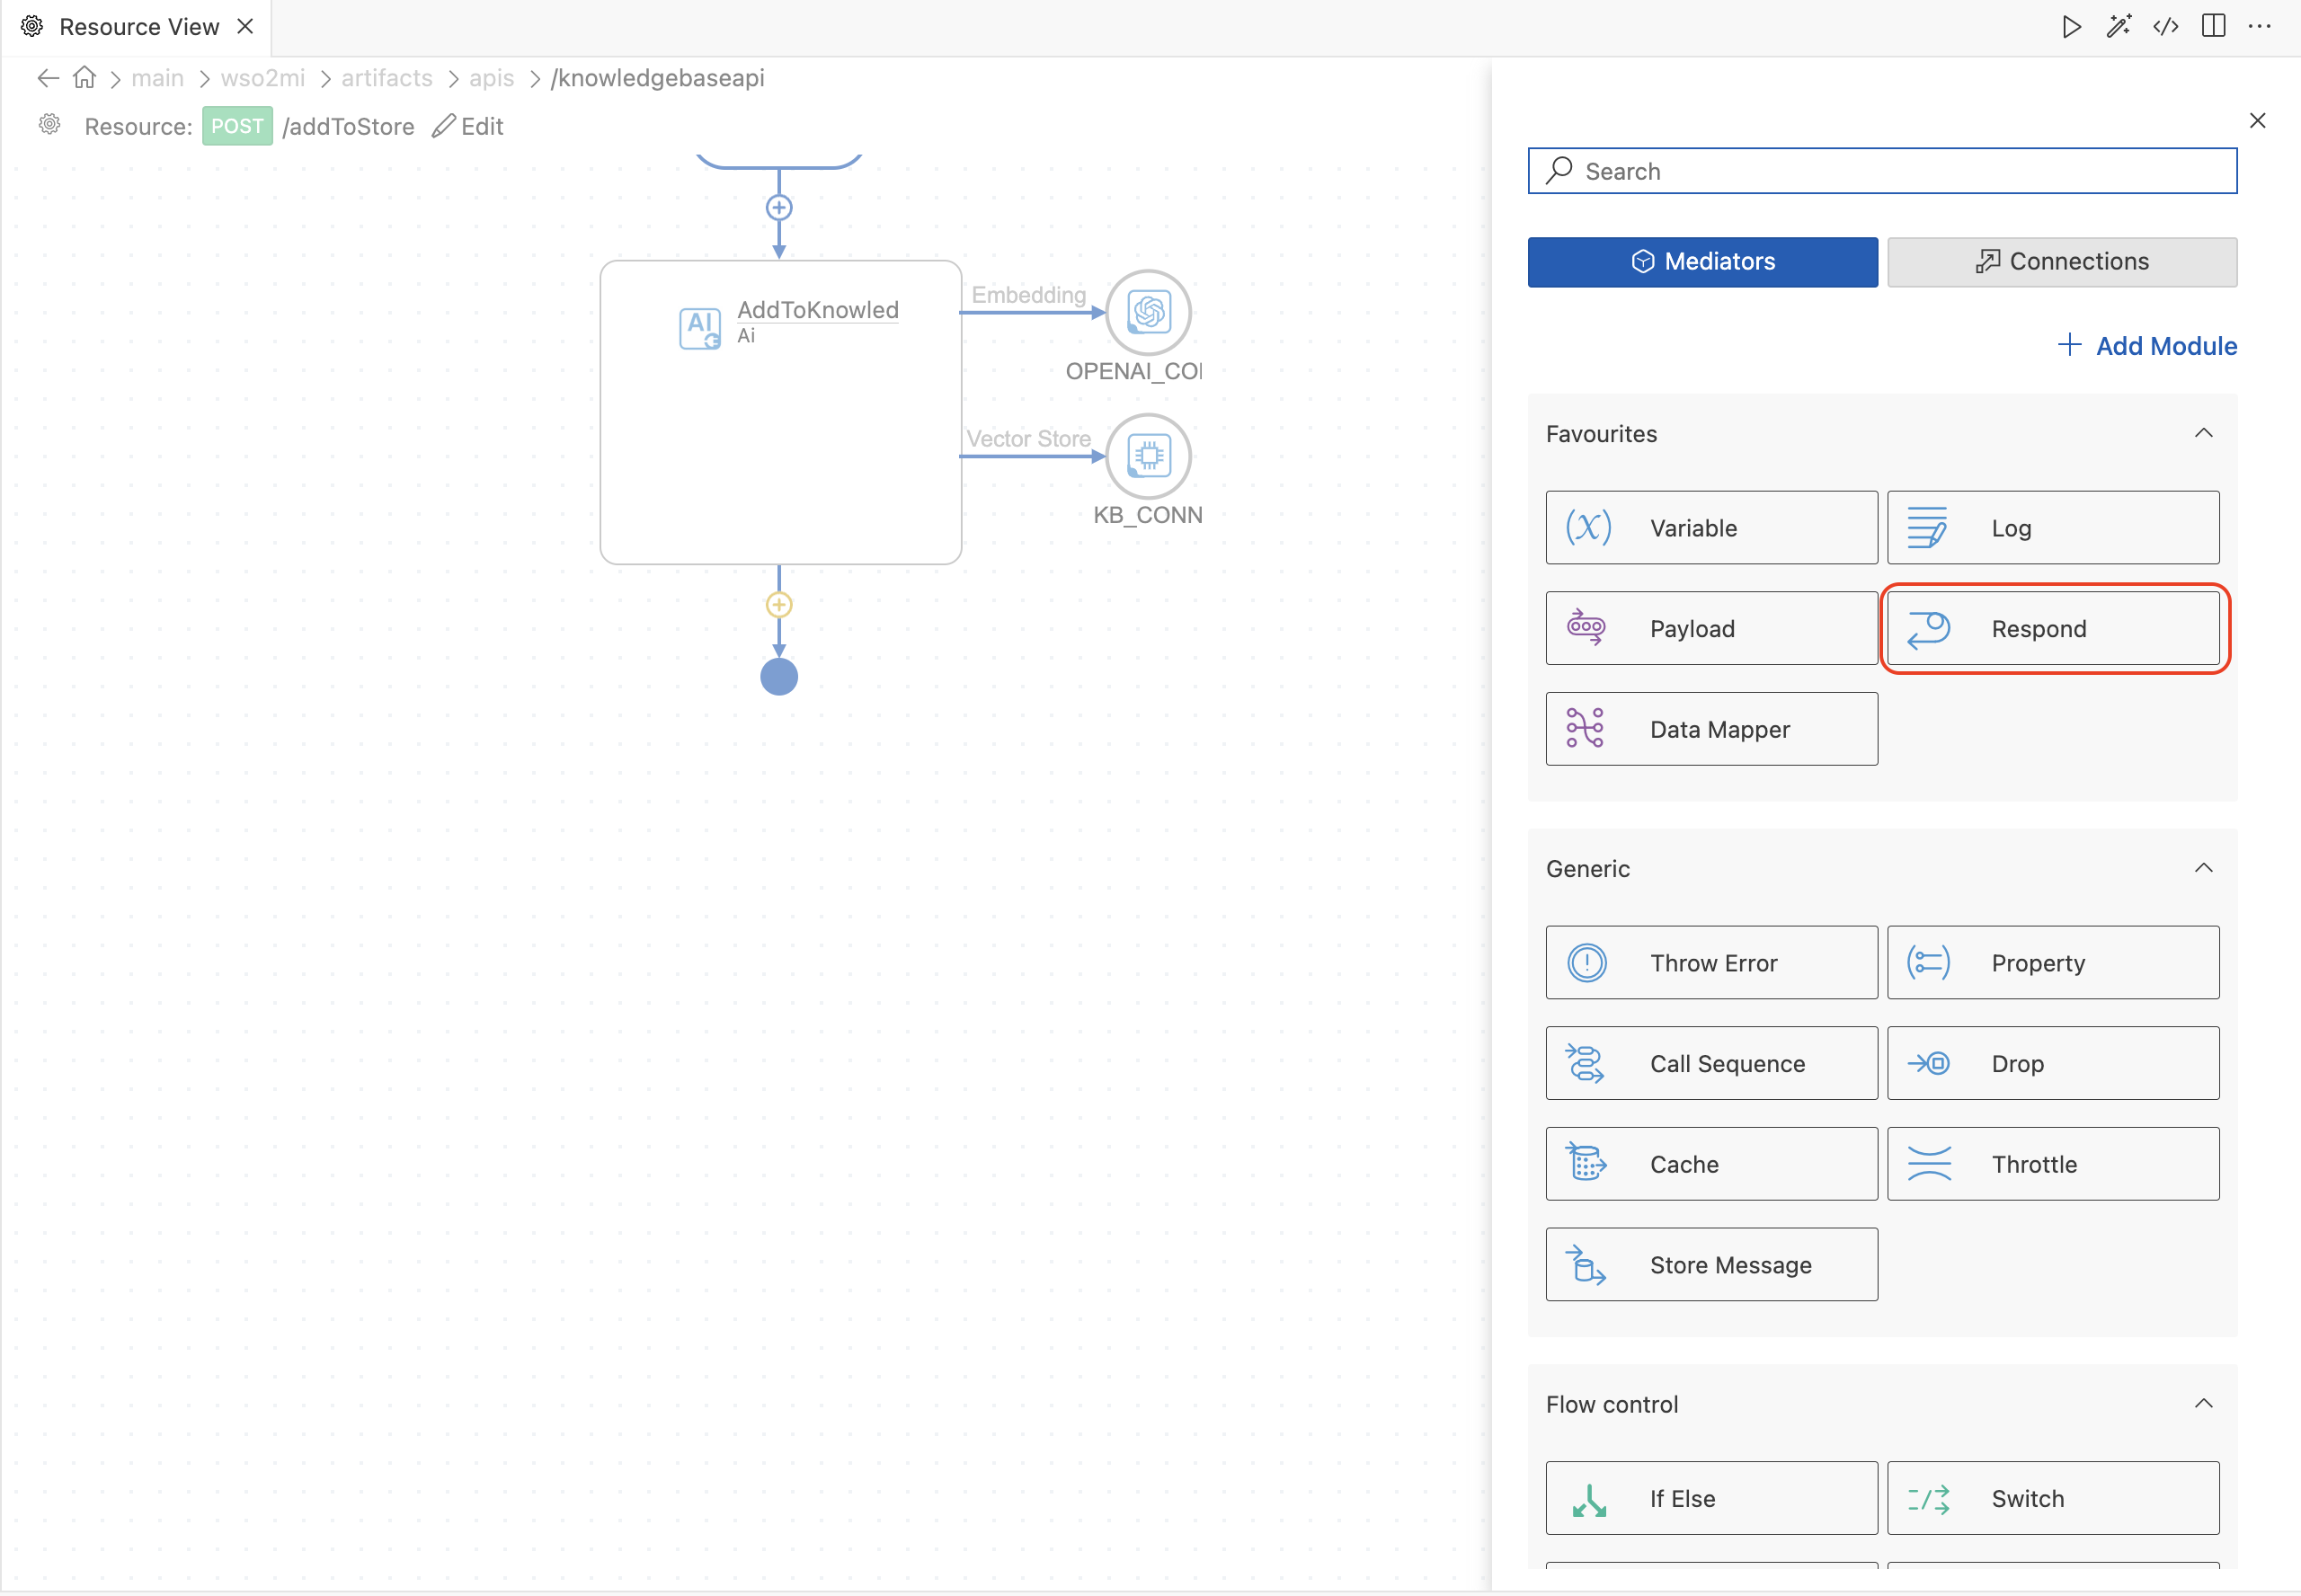 Resource View
main > wso2mi > artifacts > apis > /knowledgebaseapi
Resource: POST /addToStore Edit
AddToKnowled
Ai
AI
Embedding
OPENAI_CO
Vector Store
KB_CONN
Search
Mediators
Connections
+ Add Module
Favourites
Variable
Log
Payload
Respond
Data Mapper
Generic
Throw Error
Property
Call Sequence
Drop
Cache
Throttle
Store Message
Flow control
If Else
Switch